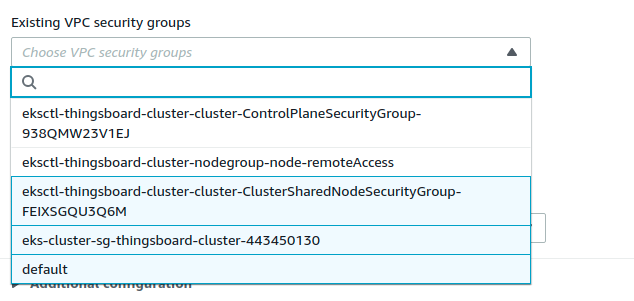 Existing VPC security groups
Choose VPC security groups
eksctl-thingsboard-cluster-cluster-ControlPlaneSecurityGroup-
938QMW23V1EJ
eksctl-thingsboard-cluster-nodegroup-node-remoteAccess
eksctl-thingsboard-cluster-cluster-ClusterSharedNodeSecurityGroup-
FEIXSGQU3Q6M
eks-cluster-sg-thingsboard-cluster-443450130
default
Additional configuration